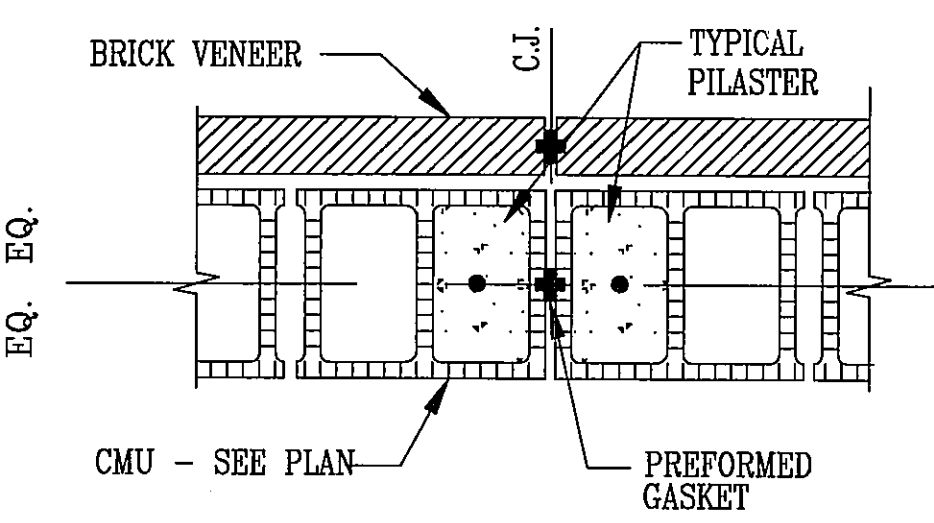 BRICK VENEER
C.J.
TYPICAL
PILASTER
EQ.
EQ.
CMU - SEE PLAN
PREFORMED
GASKET